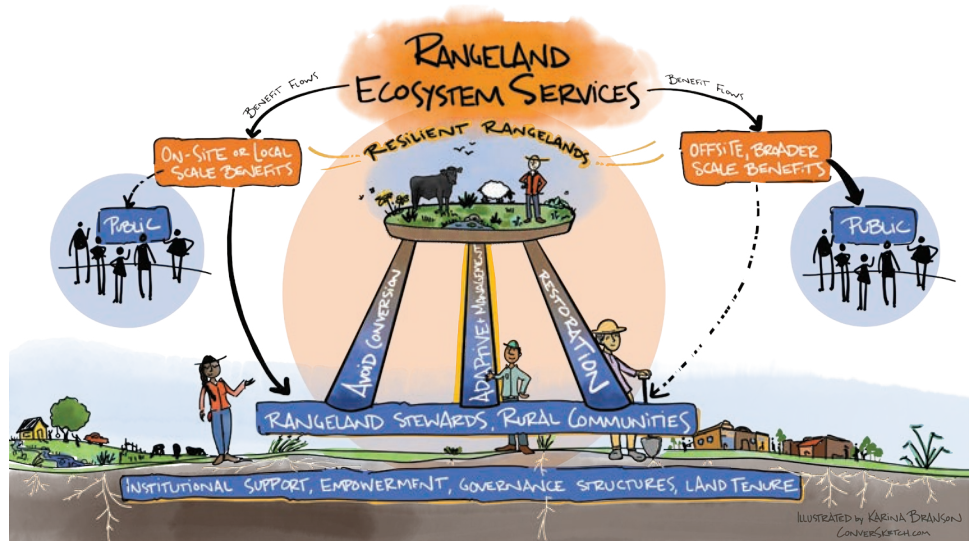 RANGELAND
ECOSYSTEM SERVICES
BENEFIT FLOWS
BENEFIT FLOWS
RESILIENT RANGELANDS
ON-SITE OR LOCAL
SCALE BENEFITS
OFFSITE, BROADER
SCALE BENEFITS
PUBLIC
PUBLIC
AVOID CONVERSION
ADAPTIVE + MANAGEMENT
RESTORATION
RANGELAND STEWARDS, RURAL COMMUNITIES
INSTITUTIONAL SUPPORT, EMPOWERMENT, GOVERNANCE STRUCTURES, LAND TENURE
ILLUSTRATED by KARINA BRANSON
CONVERSKETCH.COM